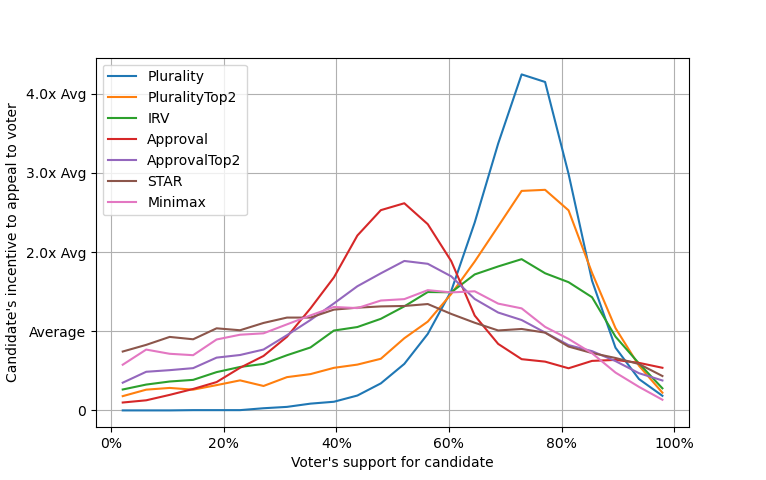 Plurality
PluralityTop2
IRV
Approval
ApprovalTop2
STAR
Minimax
4.0x Avg
3.0x Avg
2.0x Avg
Average
0
Candidate's incentive to appeal to voter
0%
20%
40%
60%
80%
100%
Voter's support for candidate